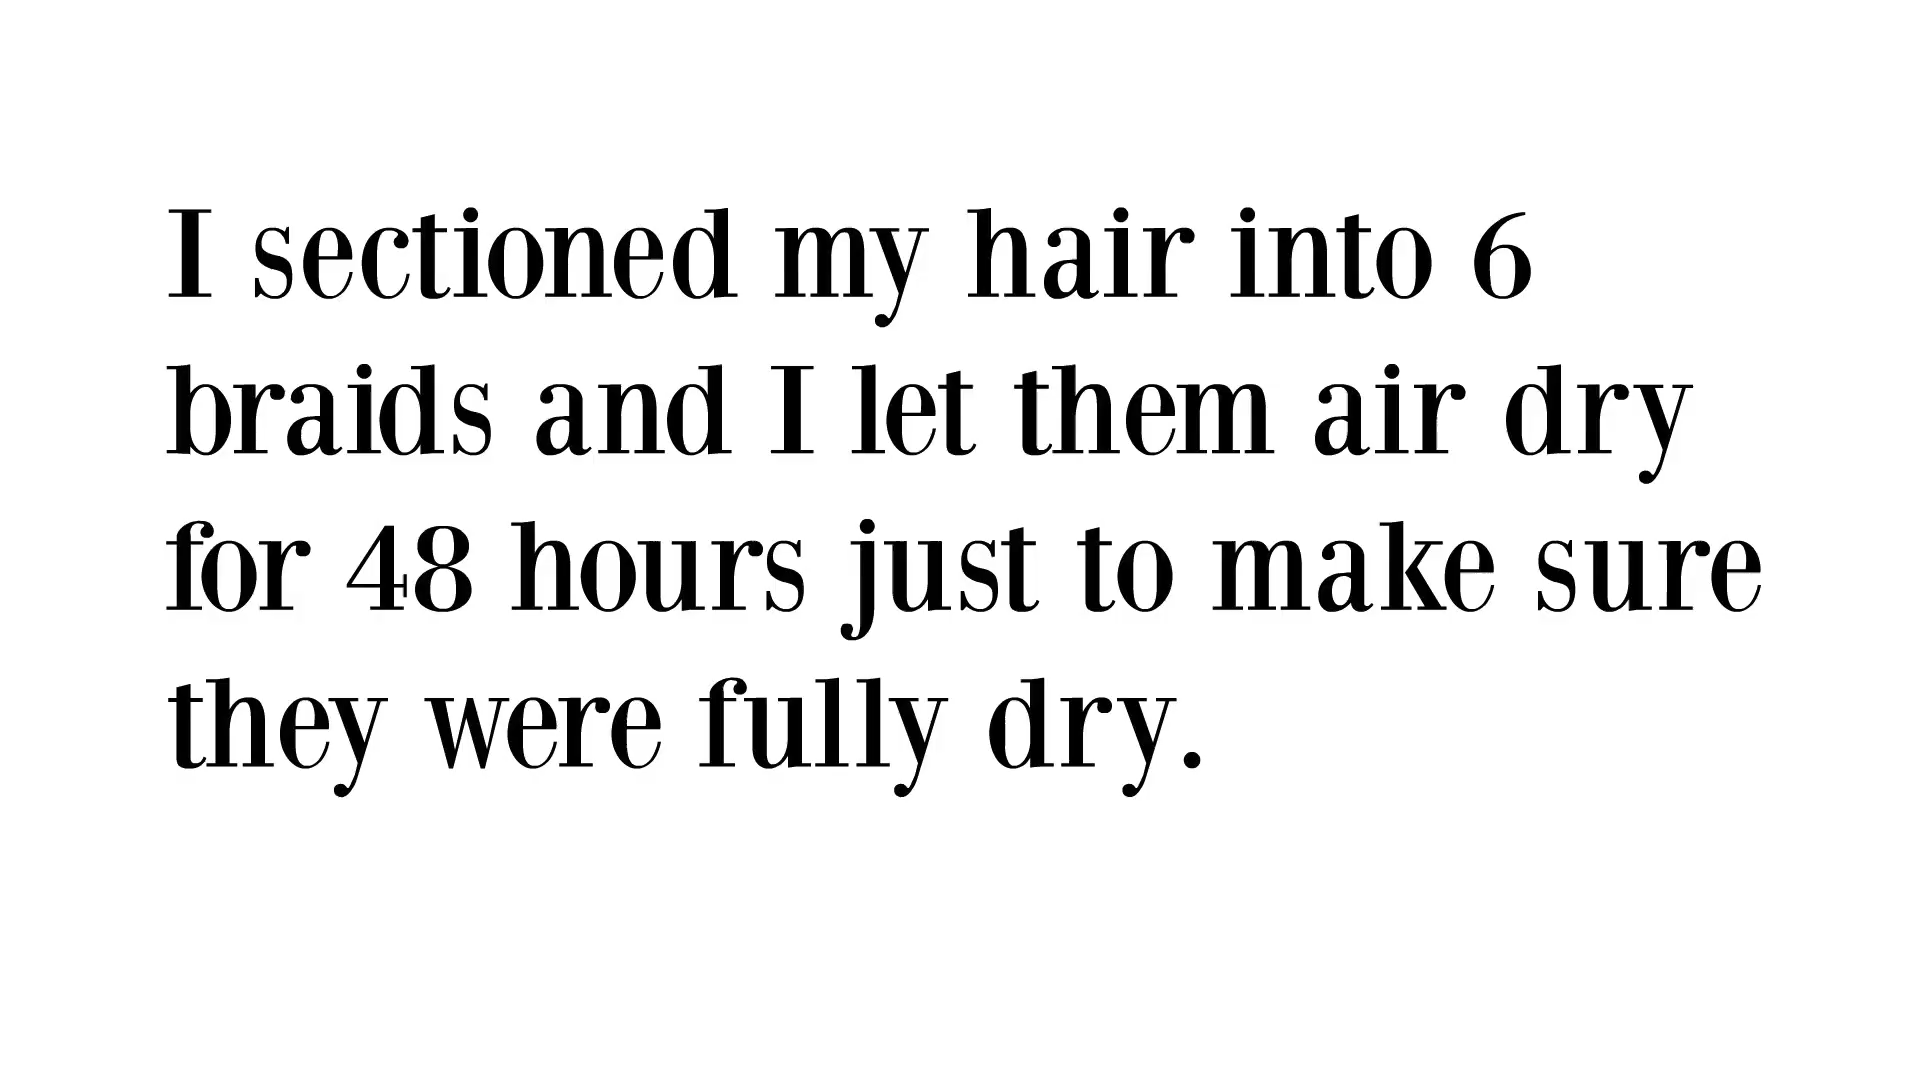 I sectioned my hair into 6
braids and I let them air dry
for 48 hours just to make sure
they were fully dry.